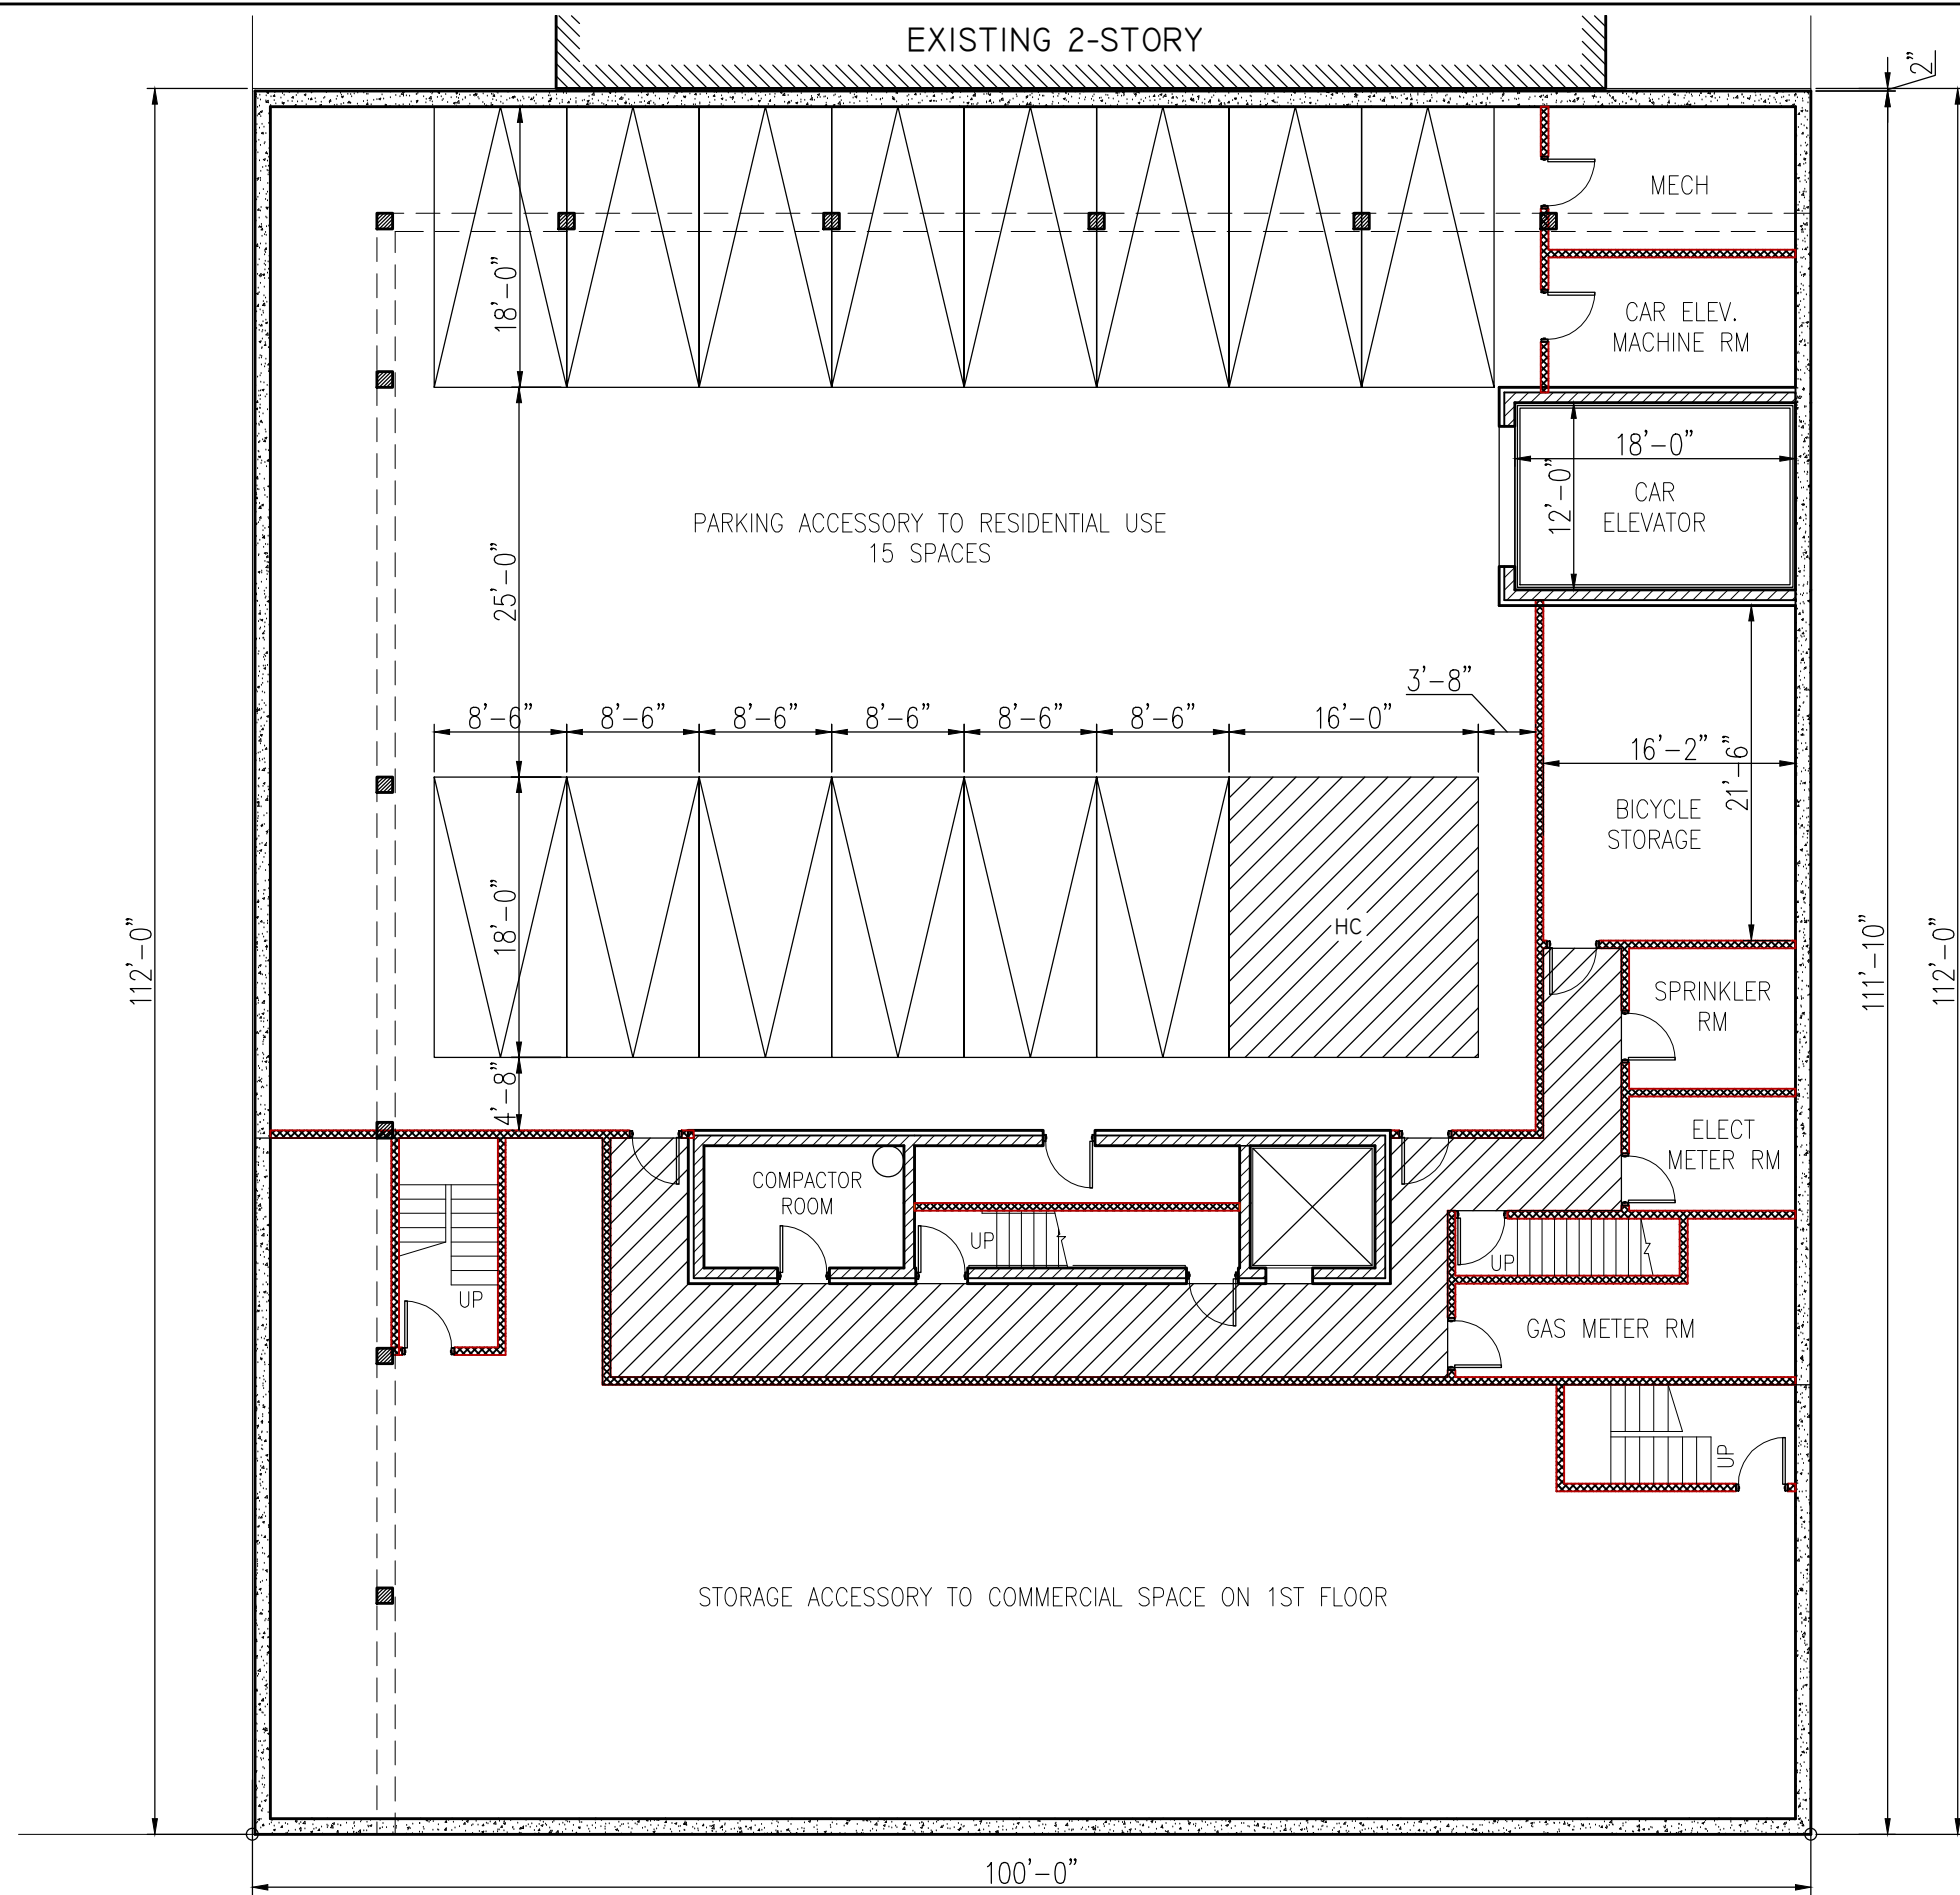 EXISTING 2-STORY
2"
MECH
18'-0"
CAR ELEV.
MACHINE RM
18'-0"
12'-0"
CAR
ELEVATOR
PARKING ACCESSORY TO RESIDENTIAL USE
15 SPACES
25'-0"
3'-8"
8'-6" 8'-6" 8'-6" 8'-6" 8'-6" 8'-6" 16'-0"
16'-2"
21'-6"
BICYCLE
STORAGE
18'-0"
HC
112'-0"
111'-10"
112'-0"
SPRINKLER
RM
4'-8"
ELECT
METER RM
COMPACTOR
ROOM
UP
UP
UP
GAS METER RM
UP
STORAGE ACCESSORY TO COMMERCIAL SPACE ON 1ST FLOOR
100'-0"